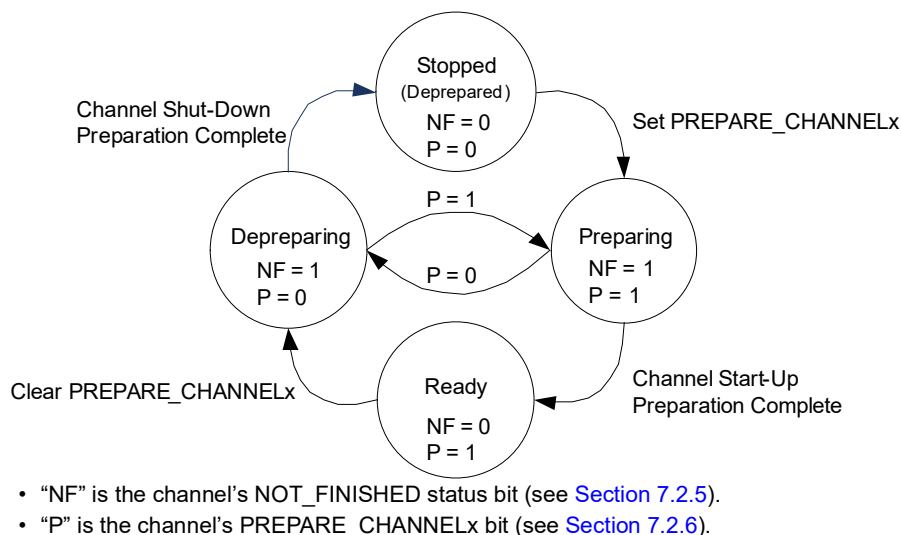 Stopped
(Deprepared)
NF = 0
P = 0
Channel Shut-Down
Preparation Complete
Set PREPARE_CHANNELx
P = 1
Depreparing
NF = 1
P = 0
Preparing
NF = 1
P = 1
P = 0
Clear PREPARE_CHANNELx
Ready
NF = 0
P = 1
Channel Start-Up
Preparation Complete
• “NF” is the channel’s NOT_FINISHED status bit (see Section 7.2.5).
• “P” is the channel’s PREPARE_CHANNELx bit (see Section 7.2.6).